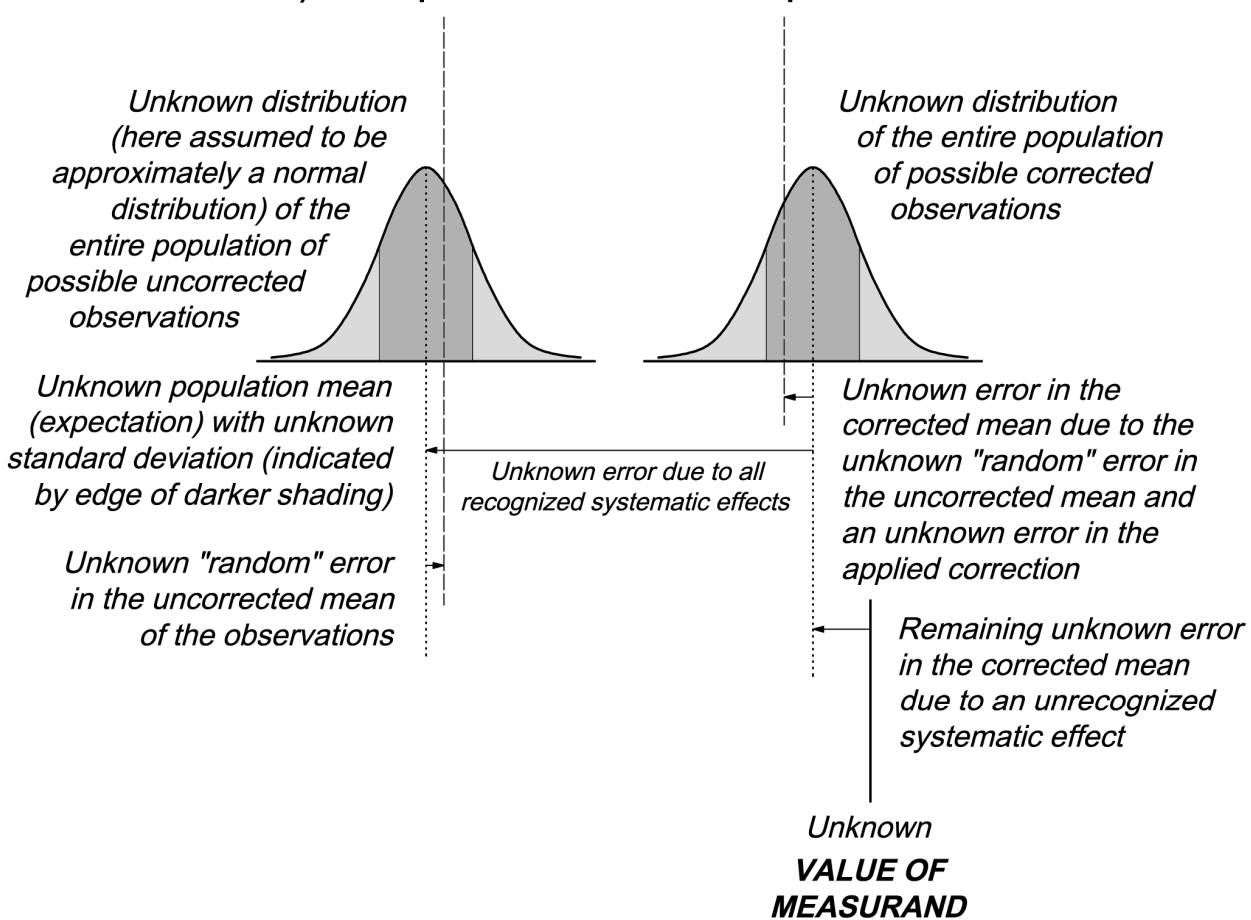 Unknown distribution
(here assumed to be
approximately a normal
distribution) of the
entire population of
possible uncorrected
observations
Unknown distribution
of the entire population
of possible corrected
observations
Unknown population mean
(expectation) with unknown
standard deviation (indicated
by edge of darker shading)
Unknown error due to all
recognized systematic effects
Unknown error in the
corrected mean due to the
unknown "random" error in
the uncorrected mean and
an unknown error in the
applied correction
Unknown "random" error
in the uncorrected mean
of the observations
Remaining unknown error
in the corrected mean
due to an unrecognized
systematic effect
Unknown
VALUE OF
MEASURAND